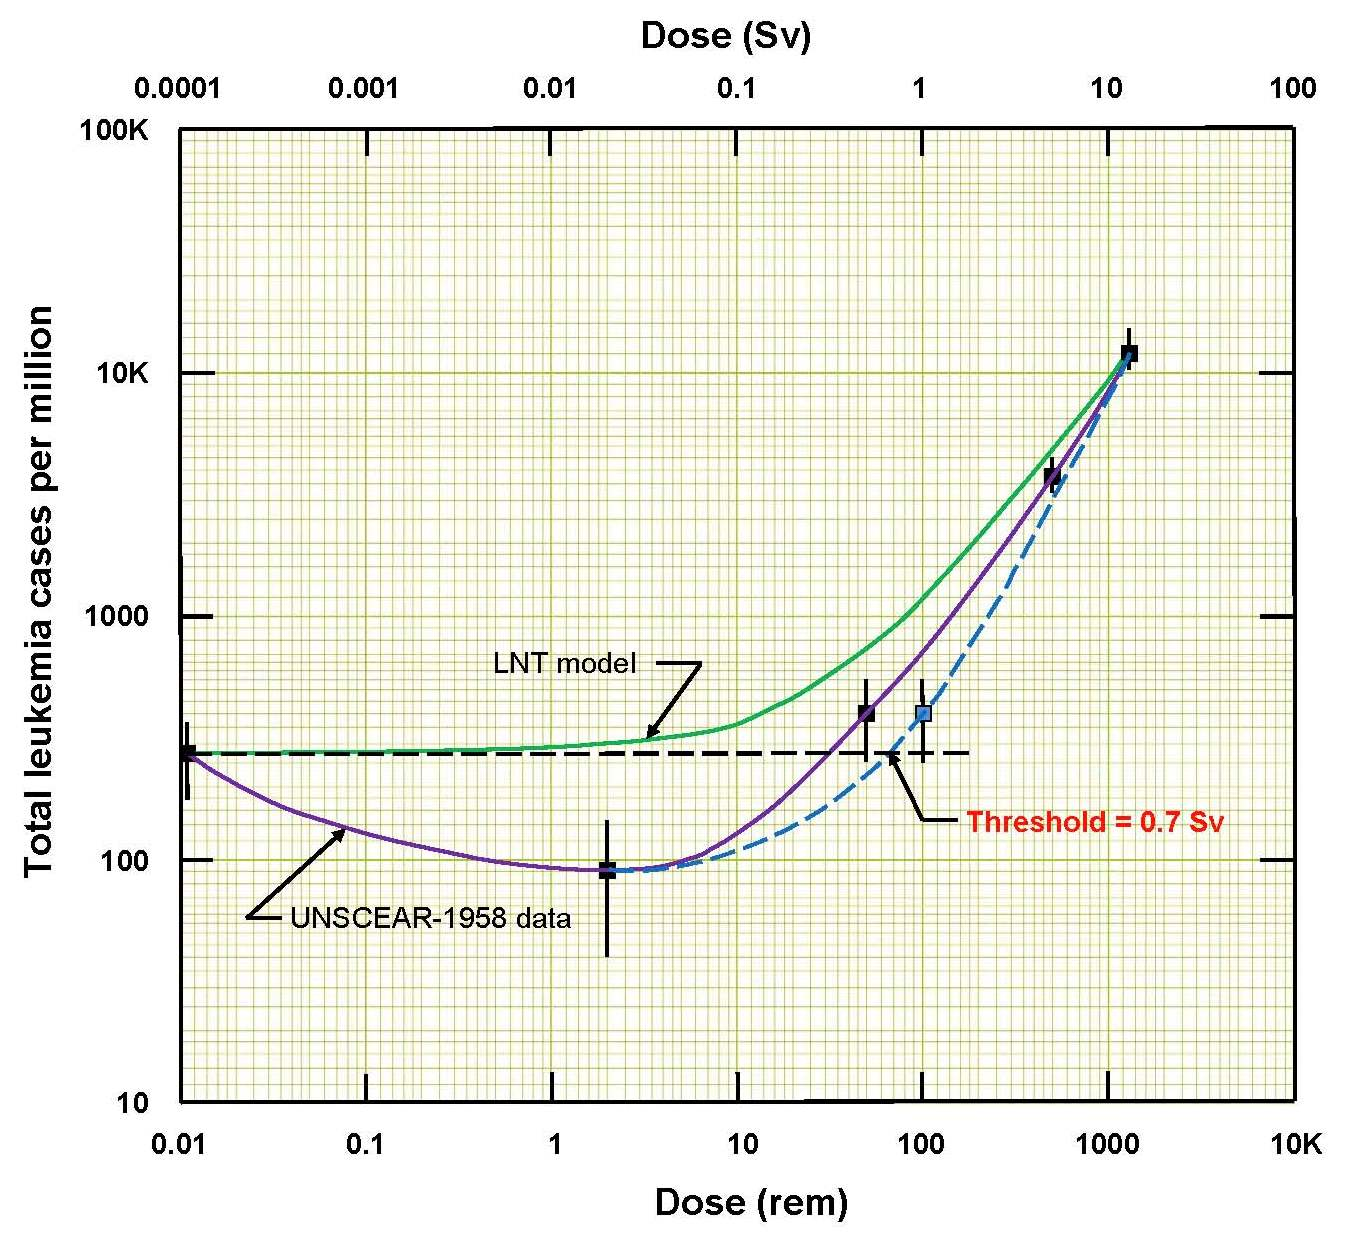 Dose (Sv)
0.0001 0.001 0.01 0.1 1 10 100
100K
10K
1000
100
10
Total leukemia cases per million
LNT model
Threshold = 0.7 Sv
UNSCEAR-1958 data
0.01 0.1 1 10 100 1000 10K
Dose (rem)